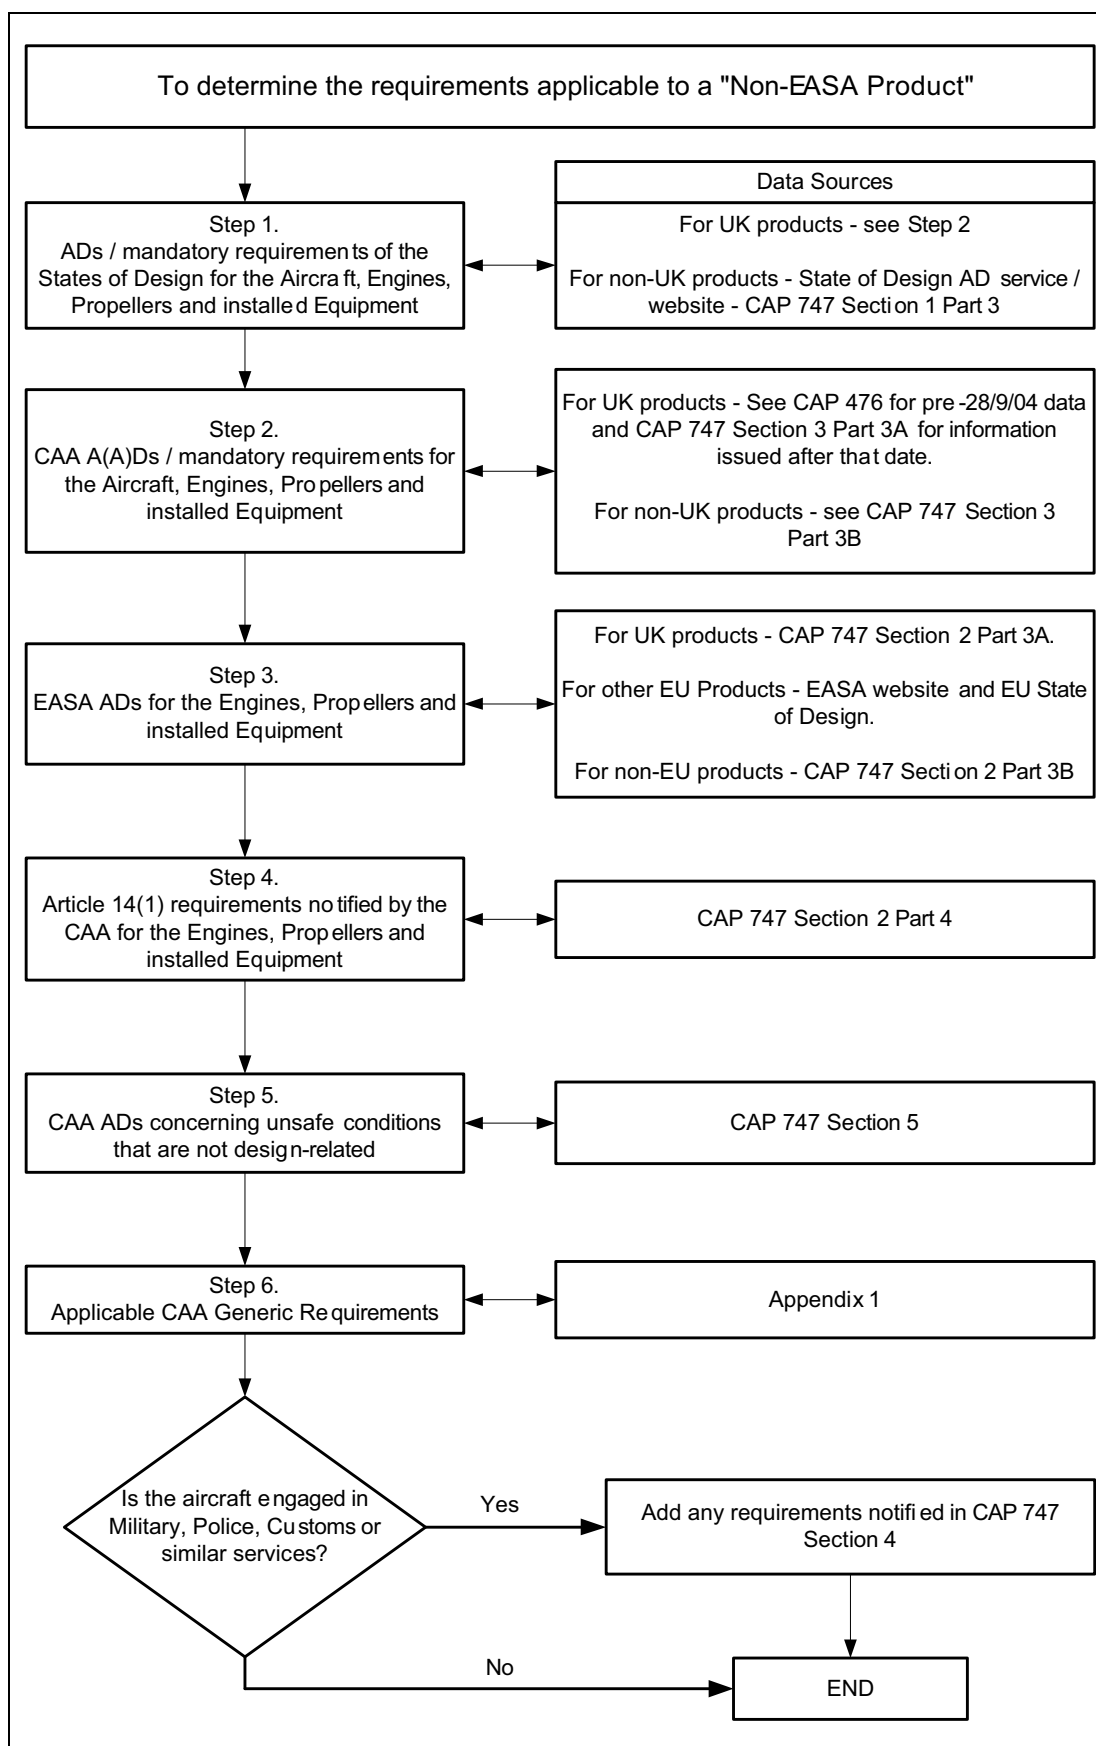 To determine the requirements applicable to a "Non-EASA Product"
Data Sources
Step 1.
ADs / mandatory requirements of the
States of Design for the Aircraft, Engines,
Propellers and installed Equipment
For UK products - see Step 2
For non-UK products - State of Design AD service /
website - CAP 747 Section 1 Part 3
Step 2.
CAA A(A)Ds / mandatory requirements for
the Aircraft, Engines, Propellers and
installed Equipment
For UK products - See CAP 476 for pre-28/9/04 data
and CAP 747 Section 3 Part 3A for information
issued after that date.
For non-UK products - see CAP 747 Section 3
Part 3B
Step 3.
EASA ADs for the Engines, Propellers and
installed Equipment
For UK products - CAP 747 Section 2 Part 3A.
For other EU Products - EASA website and EU State
of Design.
For non-EU products - CAP 747 Section 2 Part 3B
Step 4.
Article 14(1) requirements notified by the
CAA for the Engines, Propellers and
installed Equipment
CAP 747 Section 2 Part 4
Step 5.
CAA ADs concerning unsafe conditions
that are not design-related
CAP 747 Section 5
Step 6.
Applicable CAA Generic Requirements
Appendix 1
Is the aircraft engaged in
Military, Police, Customs or
similar services?
Yes
Add any requirements notified in CAP 747
Section 4
No
END